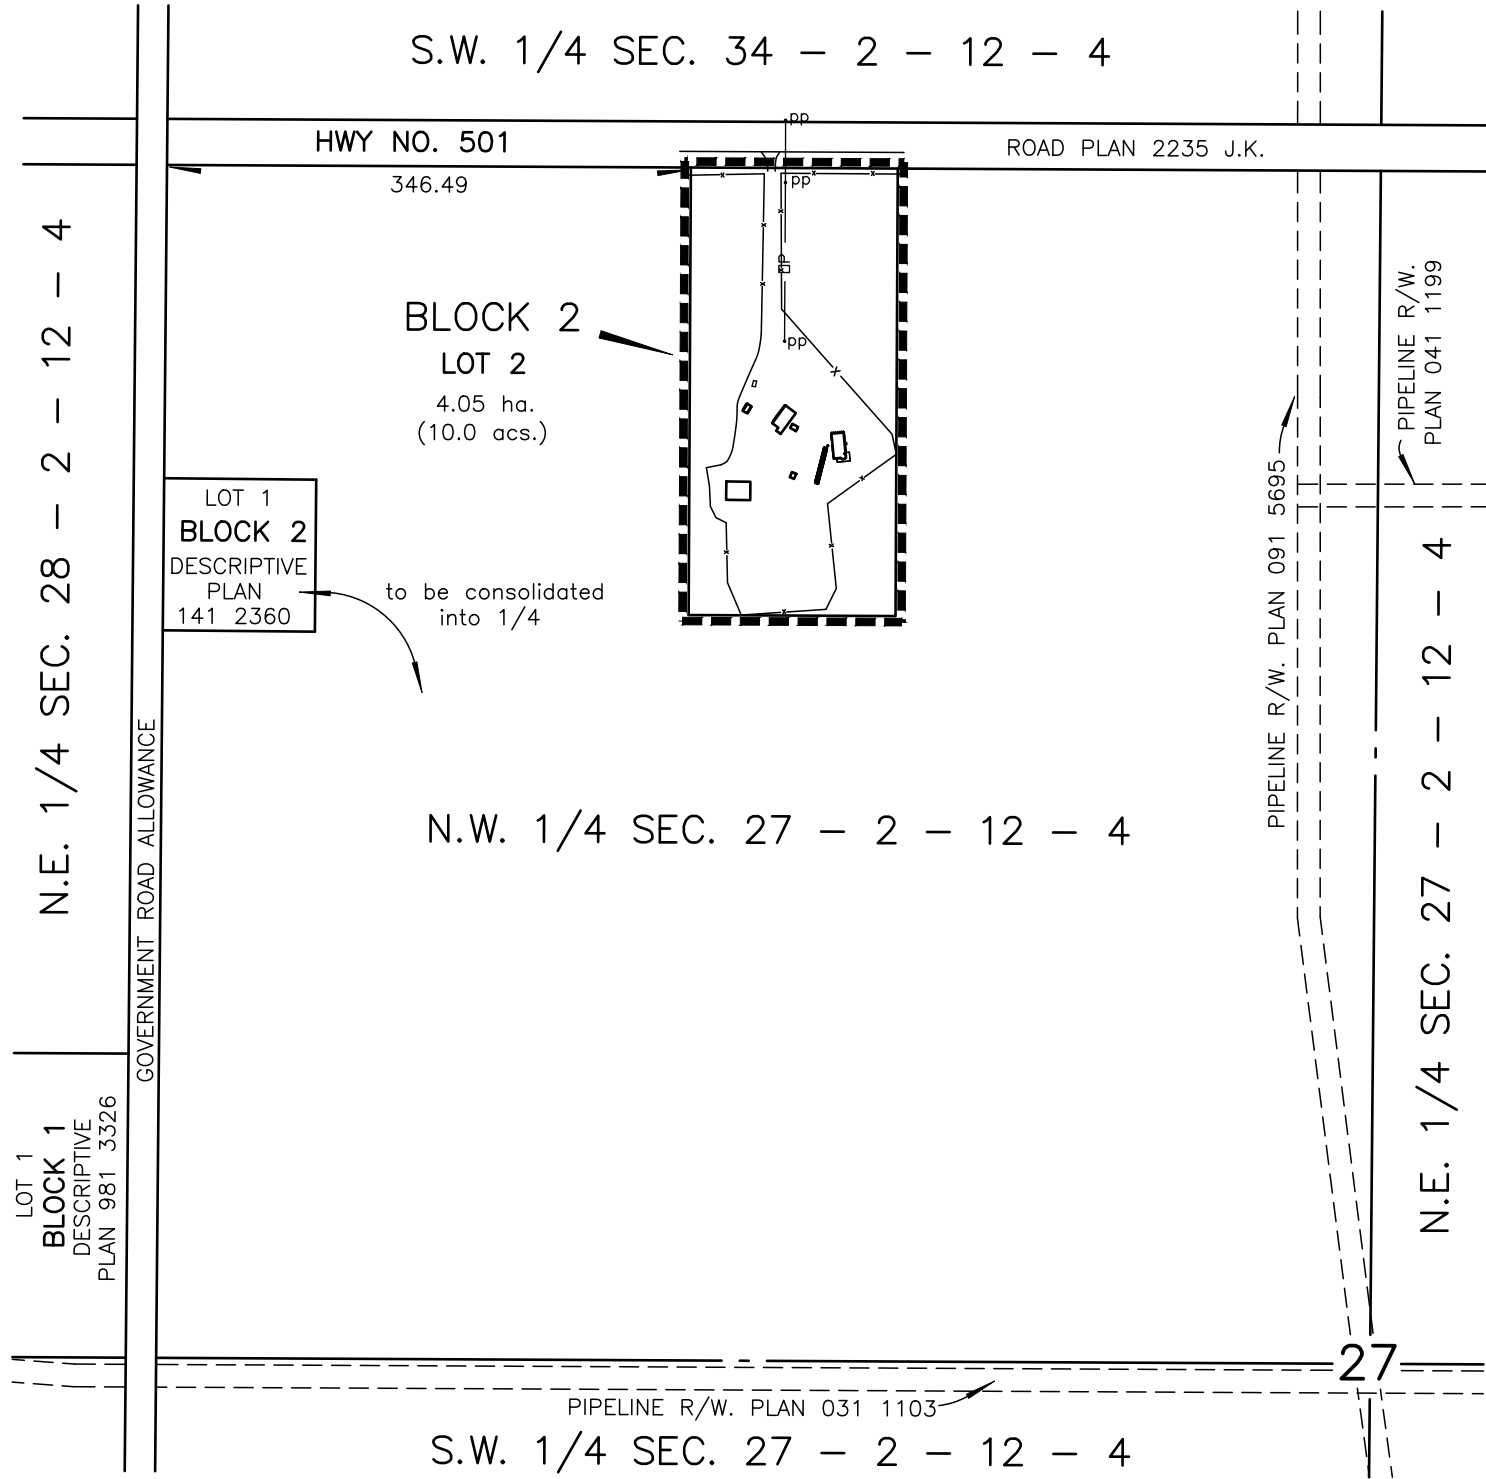 S.W. 1/4 SEC. 34 - 2 - 12 - 4
pp
HWY NO. 501
ROAD PLAN 2235 J.K.
346.49
pp
P
BLOCK 2
LOT 2
4.05 ha.
(10.0 acs.)
pp
N.E. 1/4 SEC. 28 - 2 - 12 - 4
PIPELINE R/W.
PLAN 041 1199
PIPELINE R/W. PLAN 091 5695
LOT 1
BLOCK 2
DESCRIPTIVE
PLAN
141 2360
to be consolidated
into 1/4
GOVERNMENT ROAD ALLOWANCE
N.W. 1/4 SEC. 27 - 2 - 12 - 4
N.E. 1/4 SEC. 27 - 2 - 12 - 4
LOT 1
BLOCK 1
DESCRIPTIVE
PLAN 981 3326
27
PIPELINE R/W. PLAN 031 1103
S.W. 1/4 SEC. 27 - 2 - 12 - 4